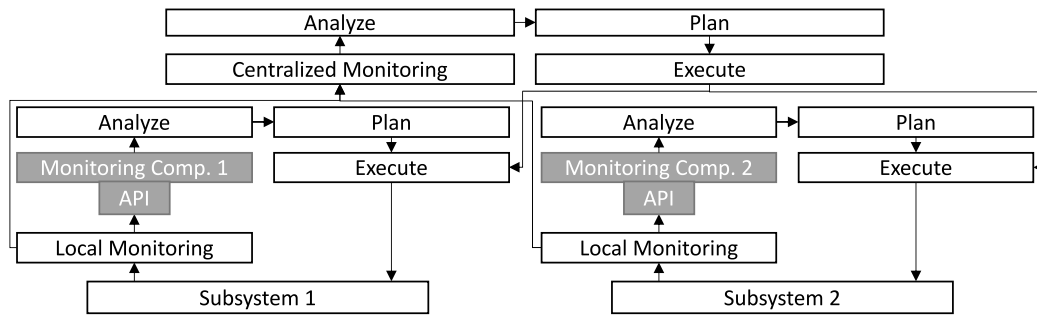 Analyze
Plan
Centralized Monitoring
Execute
Analyze
Plan
Analyze
Plan
Monitoring Comp. 1
Execute
Monitoring Comp. 2
Execute
API
API
Local Monitoring
Local Monitoring
Subsystem 1
Subsystem 2